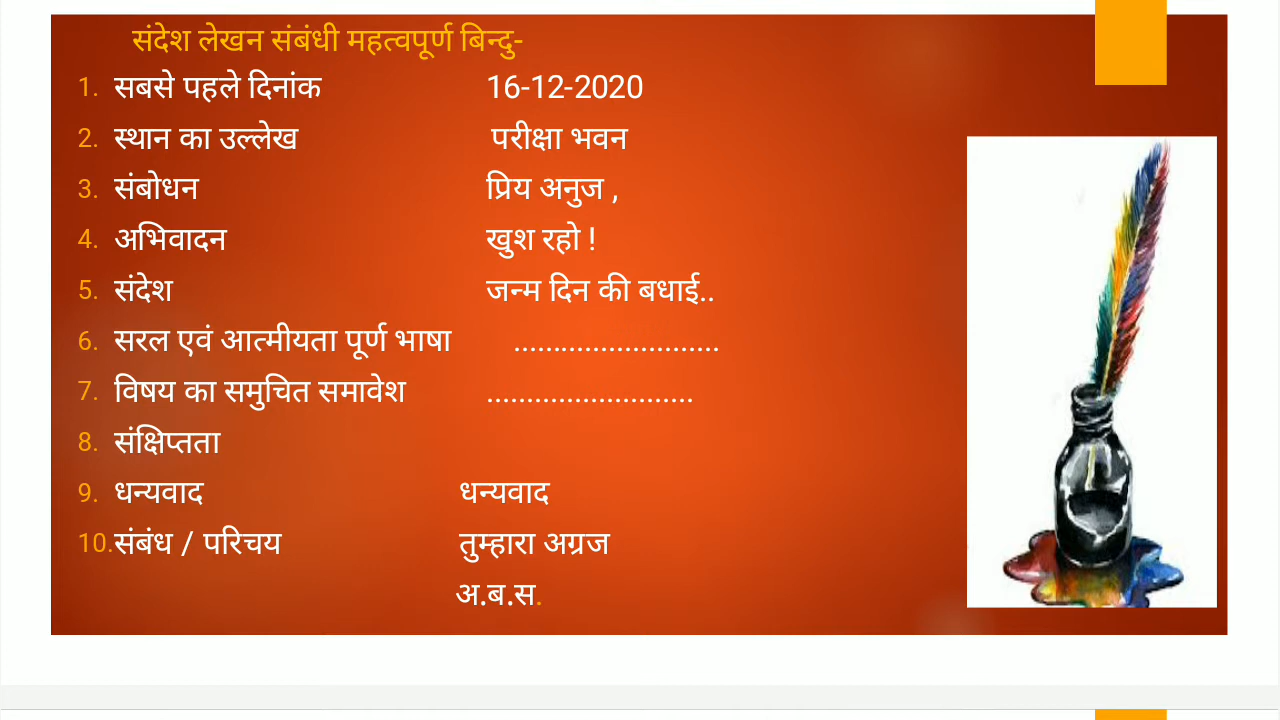 संदेश लेखन संबंधी महत्वपूर्ण बिन्दु-
1. सबसे पहले दिनांक 16-12-2020
2. स्थान का उल्लेख परीक्षा भवन
3. संबोधन प्रिय अनुज ,
4. अभिवादन खुश रहो !
5. संदेश जन्म दिन की बधाई..
6. सरल एवं आत्मीयता पूर्ण भाषा ..........................
7. विषय का समुचित समावेश ..........................
8. संक्षिप्तता
9. धन्यवाद धन्यवाद
10. संबंध / परिचय तुम्हारा अग्रज
अ.ब.स.